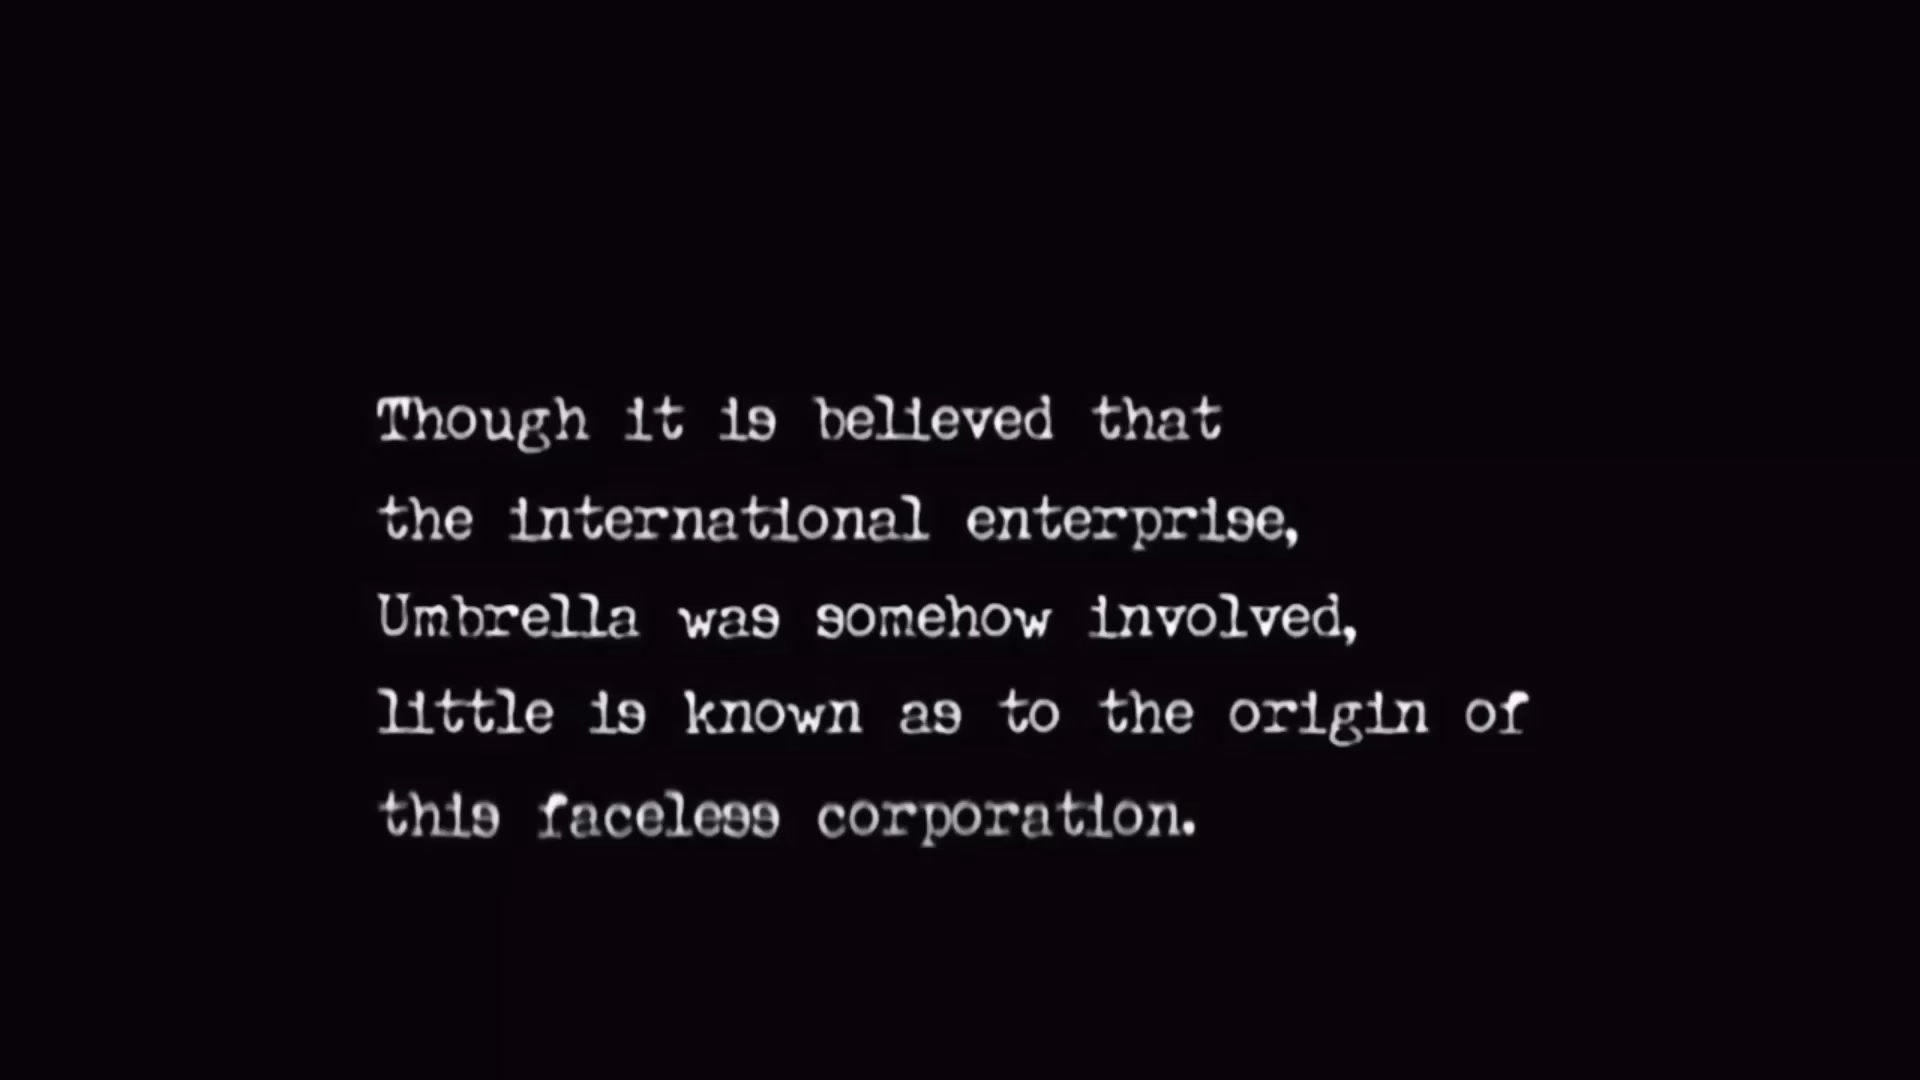 Though it is believed that
the international enterprise,
Umbrella was somehow involved,
little is known as to the origin of
this faceless corporation.